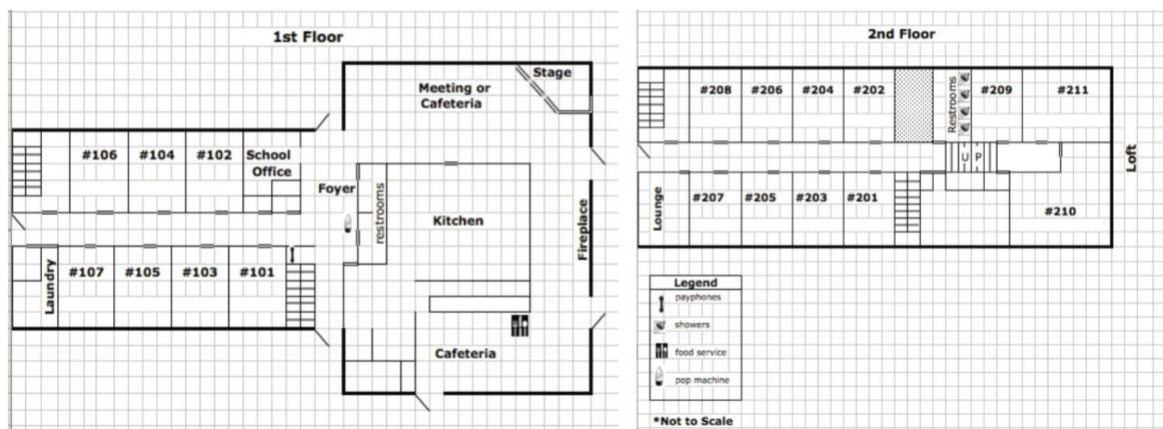 1st Floor
Stage
Meeting or
Cafeteria
#106
#104
#102
School
Office
Foyer
restrooms
Kitchen
Fireplace
Laundry
#107
#105
#103
#101
Cafeteria
2nd Floor
#208
#206
#204
#202
Restrooms
#209
#211
U P
Loft
Lounge
#207
#205
#203
#201
#210
Legend
payphones
showers
food service
pop machine
*Not to Scale